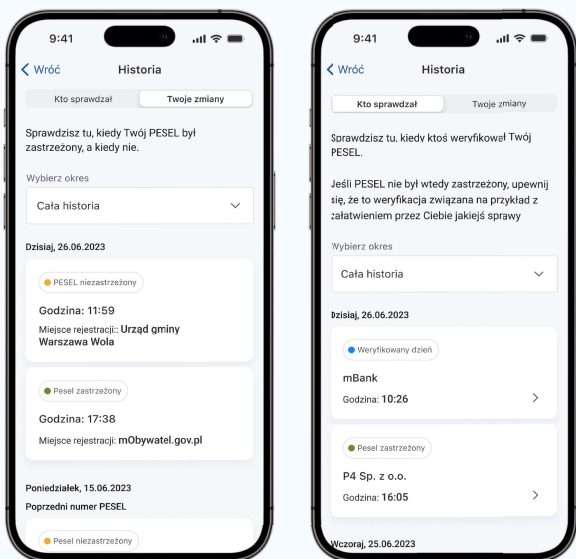 9:41
Wróć
Historia
Kto sprawdzał
Twoje zmiany
Sprawdzisz tu, kiedy Twój PESEL był
zastrzeżony, a kiedy nie.
Wybierz okres
Cała historia
Dzisiaj, 26.06.2023
PESEL niezastrzeżony
Godzina: 11:59
Miejsce rejestracji:: Urząd gminy
Warszawa Wola
Pesel zastrzeżony
Godzina: 17:38
Miejsce rejestracji: mObywatel.gov.pl
Poniedziałek, 15.06.2023
Poprzedni numer PESEL
Pesel niezastrzeżony
9:41
Wróć
Historia
Kto sprawdzał
Twoje zmiany
Sprawdzisz tu. kiedy ktoś weryfikował Twój
PESEL.
Jeśli PESEL nie był wtedy zastrzeżony, upewnij
się, że to weryfikacja związana na przykład z
załatwieniem przez Ciebie jakiejś sprawy
Wybierz okres
Cała historia
Dzisiaj, 26.06.2023
Weryfikowany dzień
mBank
Godzina: 10:26
Pesel zastrzeżony
P4 Sp. z o.o.
Godzina: 16:05
Wczoraj, 25.06.2023